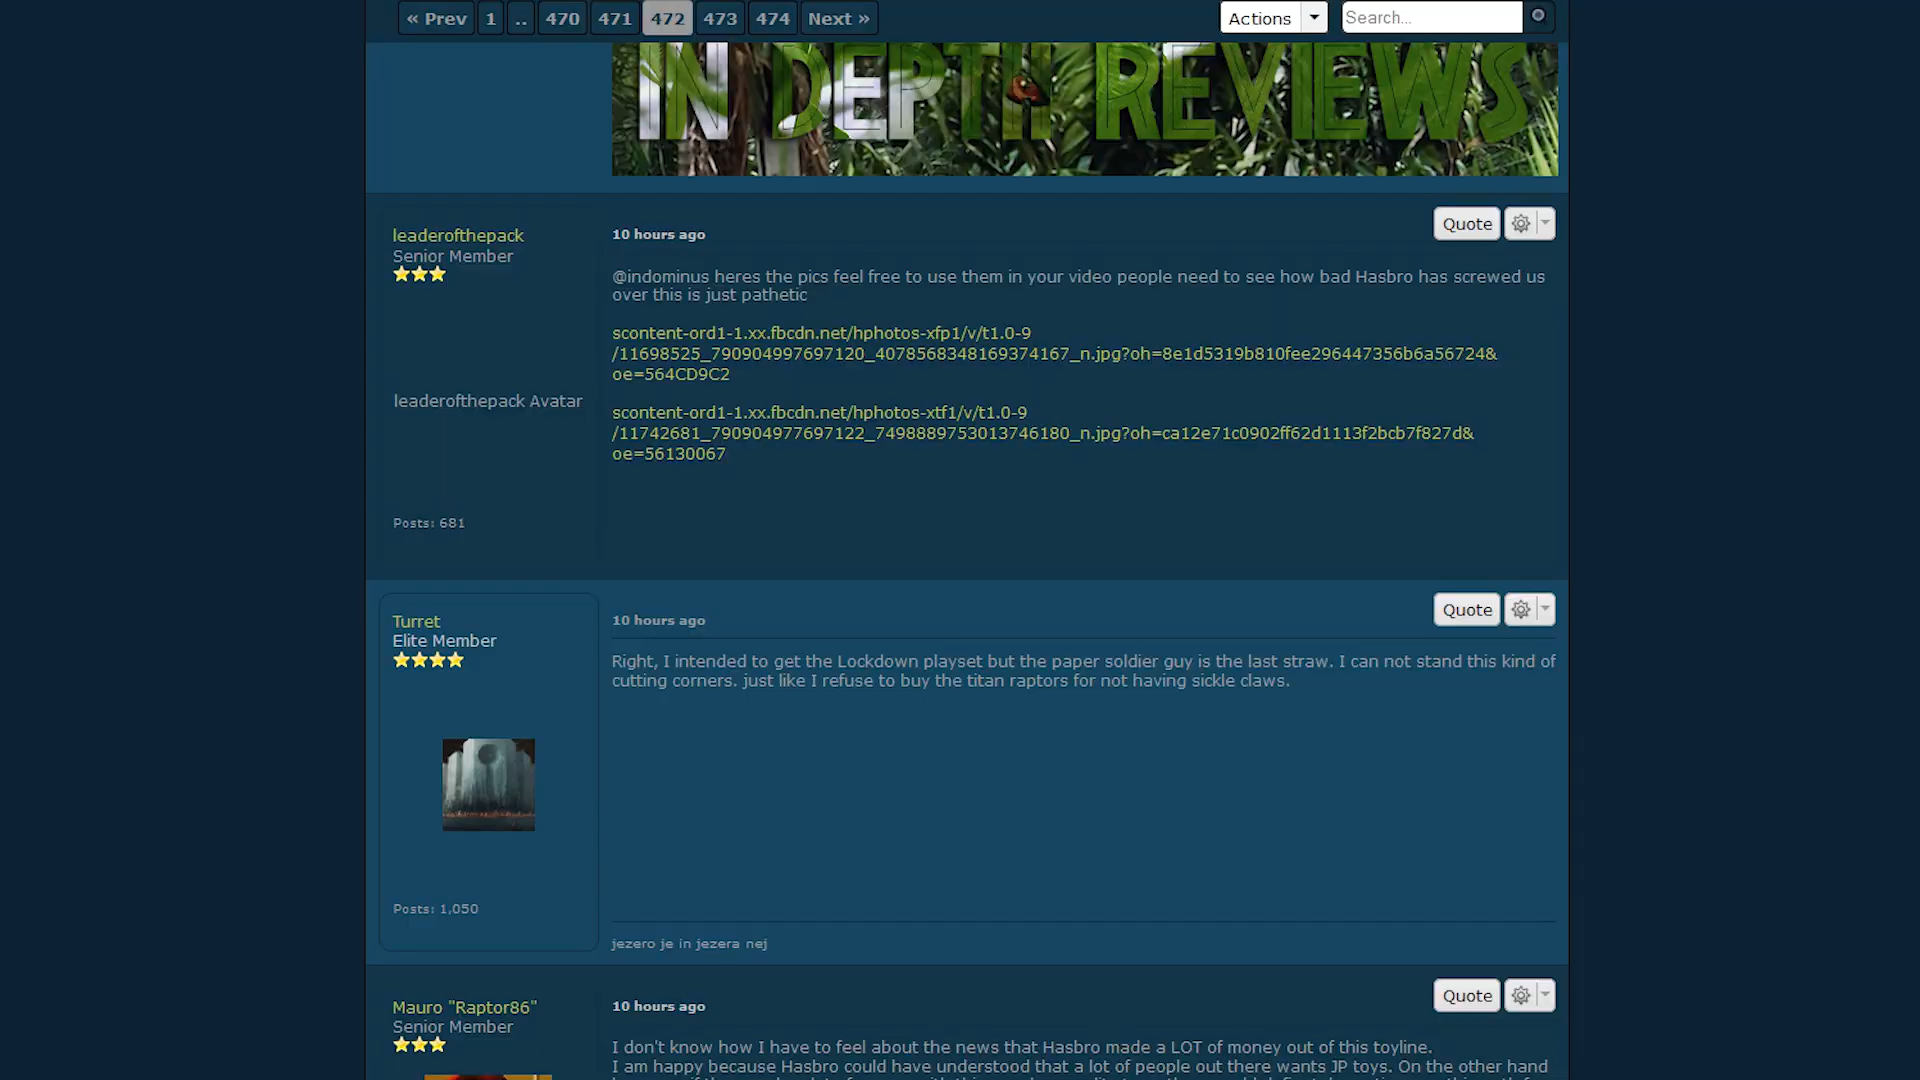 « Prev 1 .. 470 471 472 473 474 Next » Actions Search...
IN DEPTH REVIEWS
leaderofthepack
Senior Member
10 hours ago
Quote
@indominus heres the pics feel free to use them in your video people need to see how bad Hasbro has screwed us
over this is just pathetic
scontent-ord1-1.xx.fbcdn.net/hphotos-xfp1/v/t1.0-9
/11698525_790904997697120_4078568348169374167_n.jpg?oh=8e1d5319b810fee296447356b6a56724&
oe=564CD9C2
leaderofthepack Avatar
scontent-ord1-1.xx.fbcdn.net/hphotos-xtf1/v/t1.0-9
/11742681_790904977697122_7498889753013746180_n.jpg?oh=ca12e71c0902ff62d1113f2bcb7f827d&
oe=56130067
Posts: 681
Turret
Elite Member
10 hours ago
Quote
Right, I intended to get the Lockdown playset but the paper soldier guy is the last straw. I can not stand this kind of
cutting corners. just like I refuse to buy the titan raptors for not having sickle claws.
Posts: 1,050
jezero je in jezera nej
Mauro "Raptor86"
Senior Member
10 hours ago
Quote
I don't know how I have to feel about the news that Hasbro made a LOT of money out of this toyline.
I am happy because Hasbro could have understood that a lot of people out there wants JP toys. On the other hand